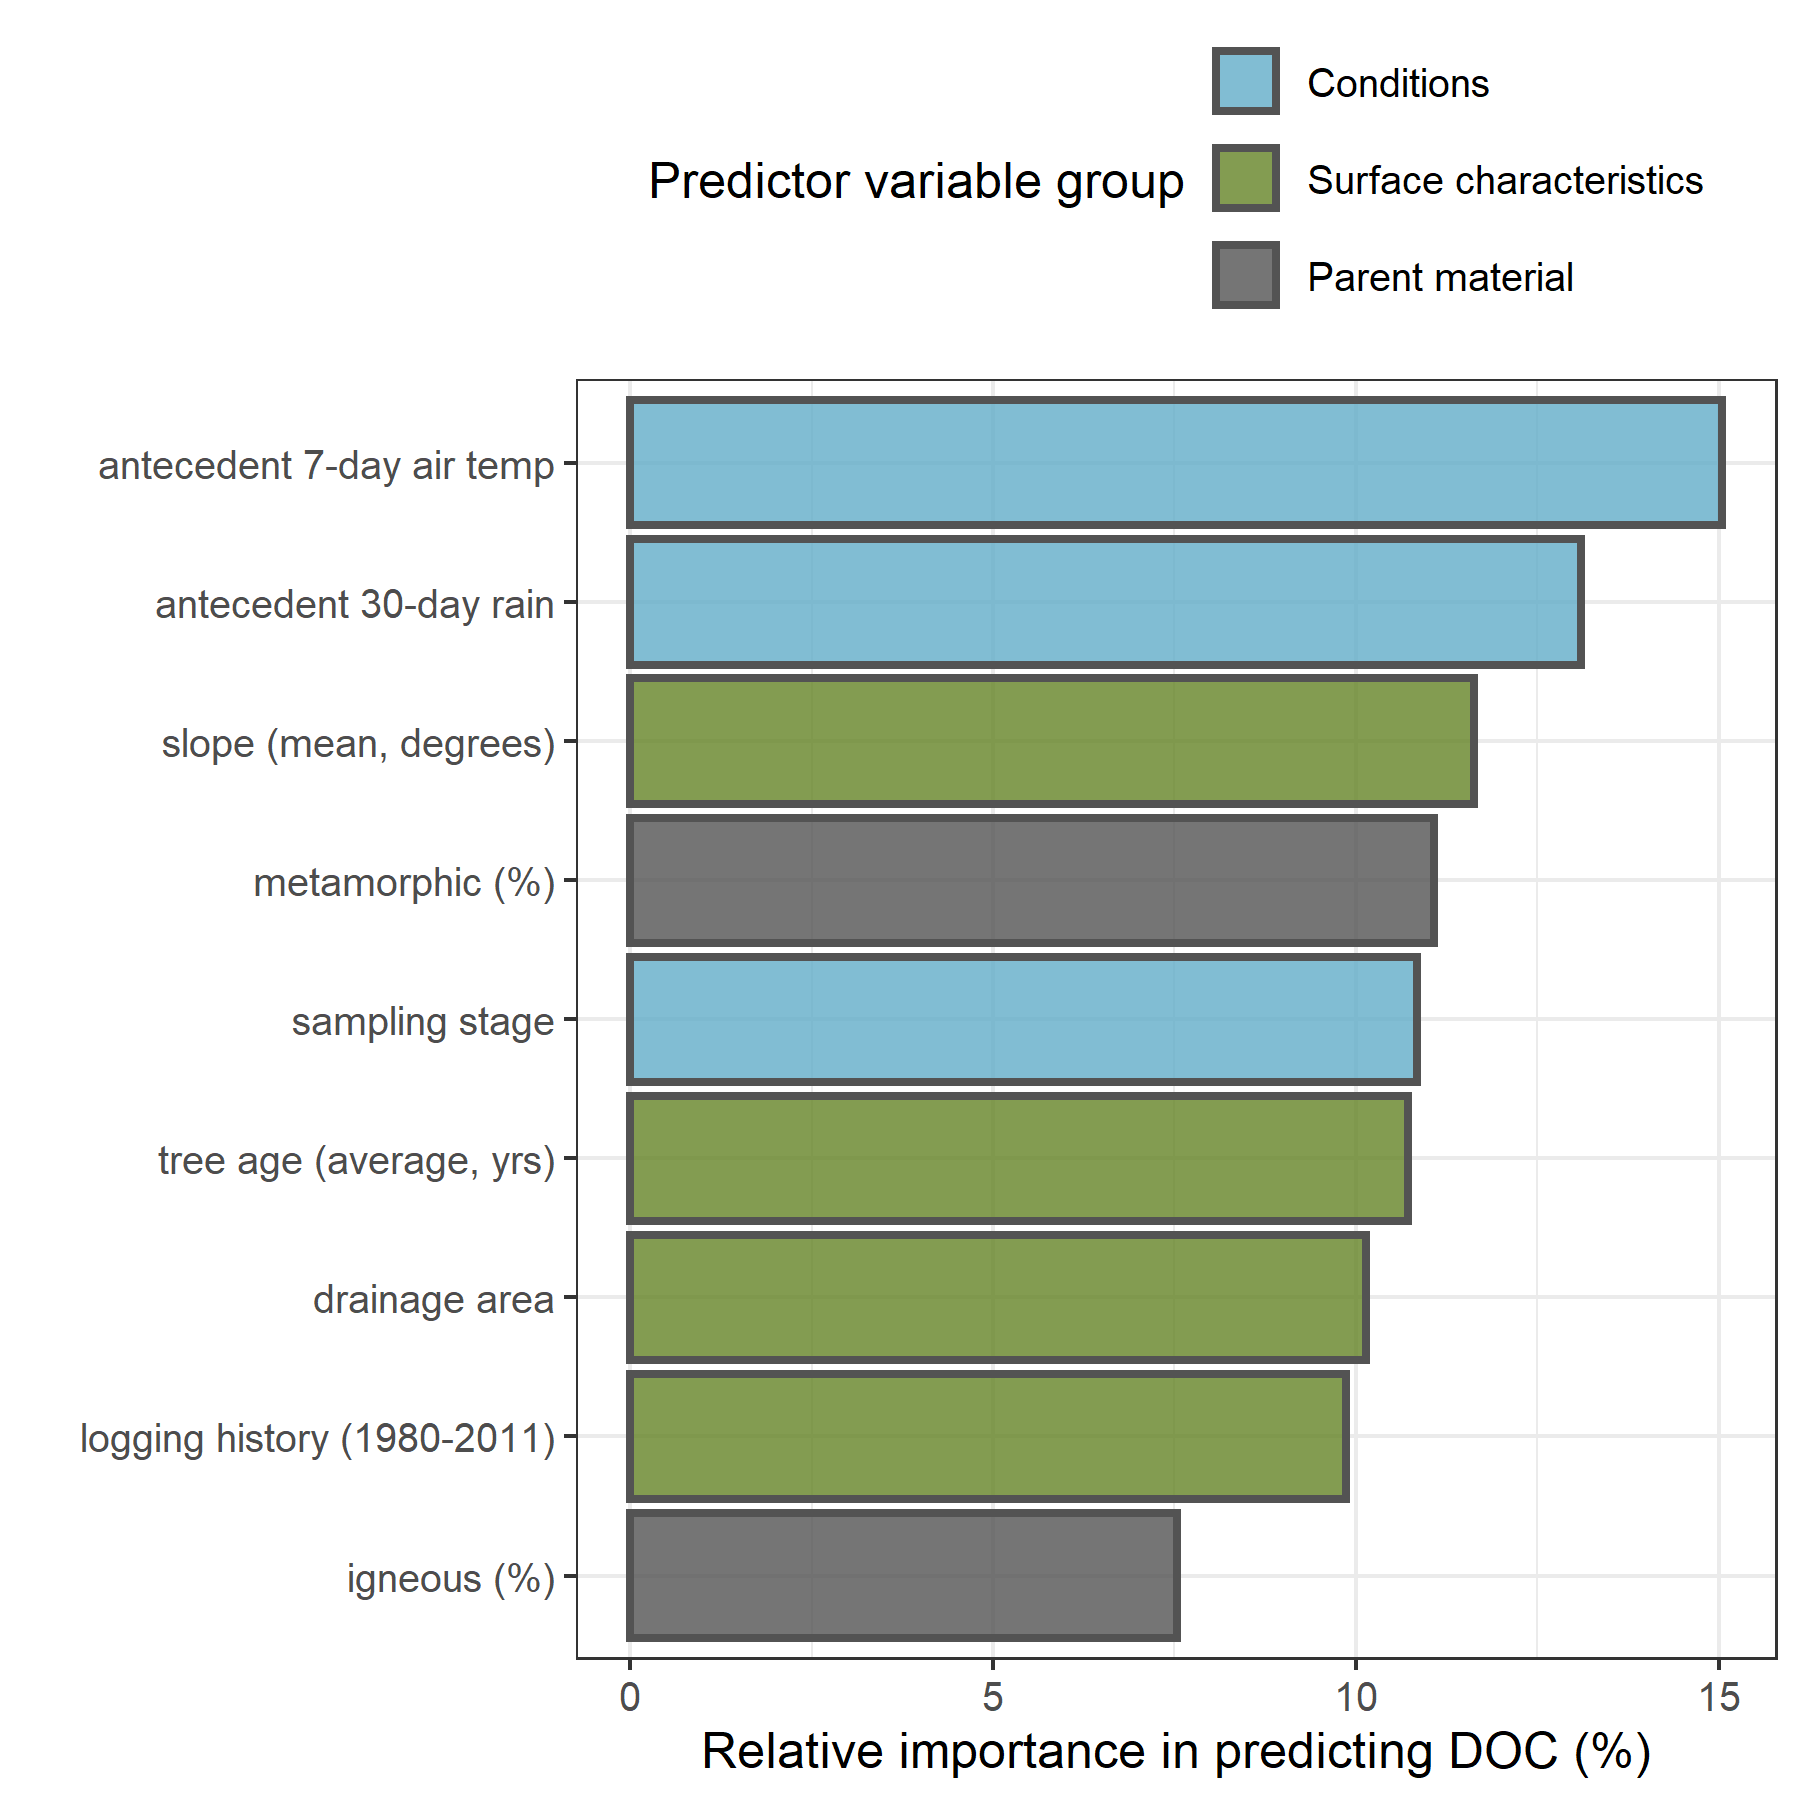 Predictor variable group
Conditions
Surface characteristics
Parent material
antecedent 7-day air temp
antecedent 30-day rain
slope (mean, degrees)
metamorphic (%)
sampling stage
tree age (average, yrs)
drainage area
logging history (1980-2011)
igneous (%)
0 5 10 15
Relative importance in predicting DOC (%)